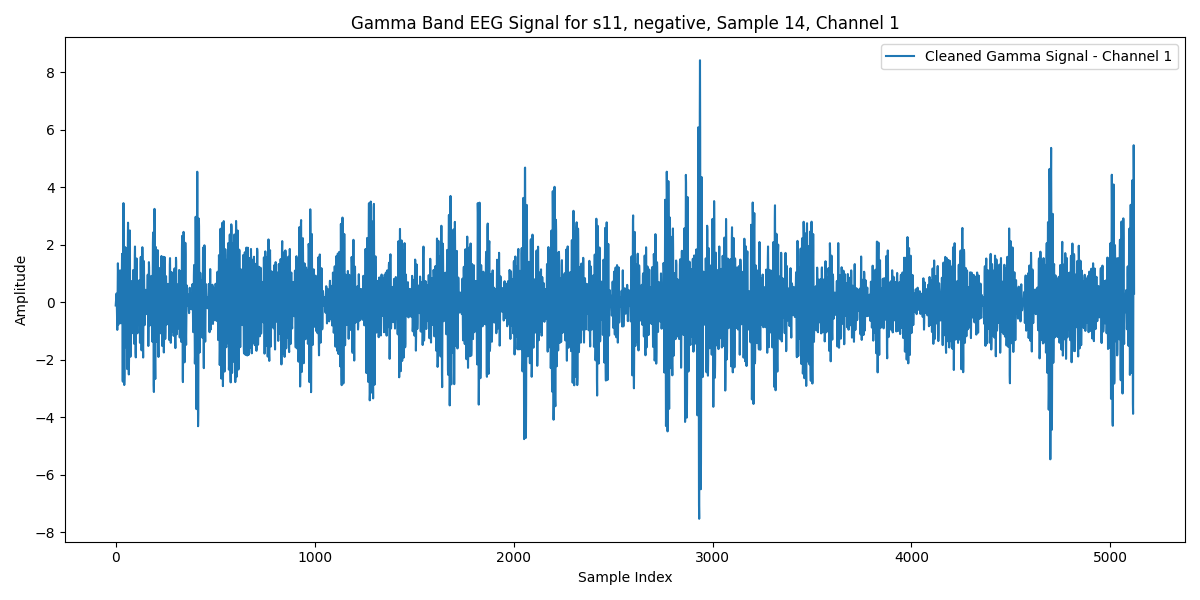 Gamma Band EEG Signal for s11, negative, Sample 14, Channel 1
Cleaned Gamma Signal - Channel 1
Amplitude
8
6
4
2
0
−2
−4
−6
−8
0 1000 2000 3000 4000 5000
Sample Index